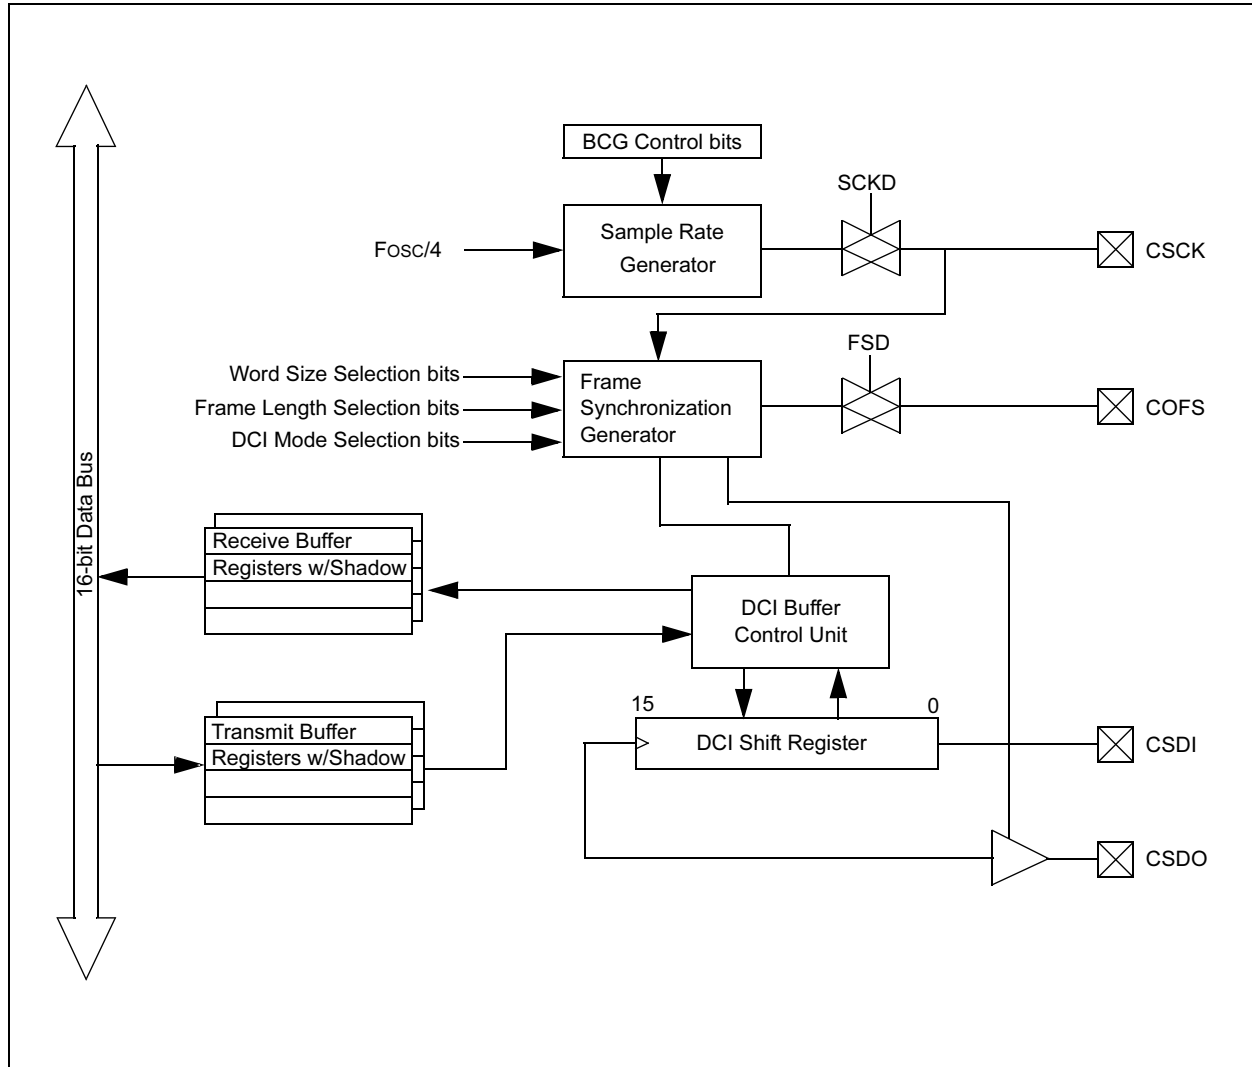 BCG Control bits
SCKD
Sample Rate
Generator
FOSC/4
CSCK
FSD
Word Size Selection bits
Frame Length Selection bits
DCI Mode Selection bits
Frame
Synchronization
Generator
COFS
16-bit Data Bus
Receive Buffer
Registers w/Shadow
DCI Buffer
Control Unit
15
0
Transmit Buffer
Registers w/Shadow
DCI Shift Register
CSDI
CSDO